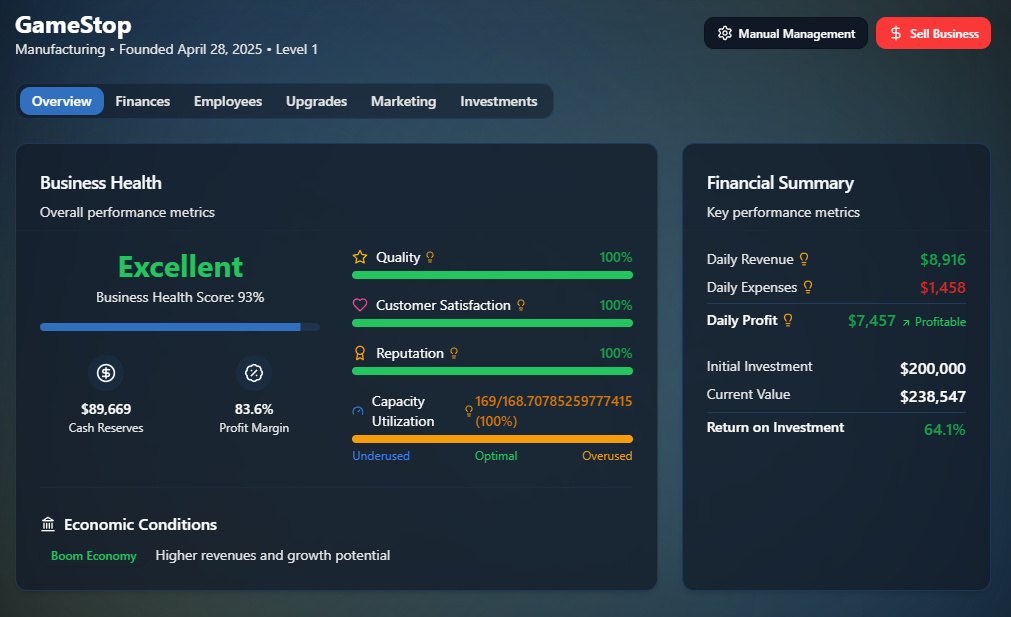 GameStop
Manufacturing • Founded April 28, 2025 • Level 1
Manual Management
Sell Business
Overview
Finances
Employees
Upgrades
Marketing
Investments
Business Health
Overall performance metrics
Excellent
Business Health Score: 93%
$89,669
Cash Reserves
83.6%
Profit Margin
Quality
100%
Customer Satisfaction
100%
Reputation
100%
Capacity
Utilization
169/168.70785259777415
(100%)
Underused
Optimal
Overused
Economic Conditions
Boom Economy
Higher revenues and growth potential
Financial Summary
Key performance metrics
Daily Revenue
$8,916
Daily Expenses
$1,458
Daily Profit
$7,457
Profitable
Initial Investment
$200,000
Current Value
$238,547
Return on Investment
64.1%